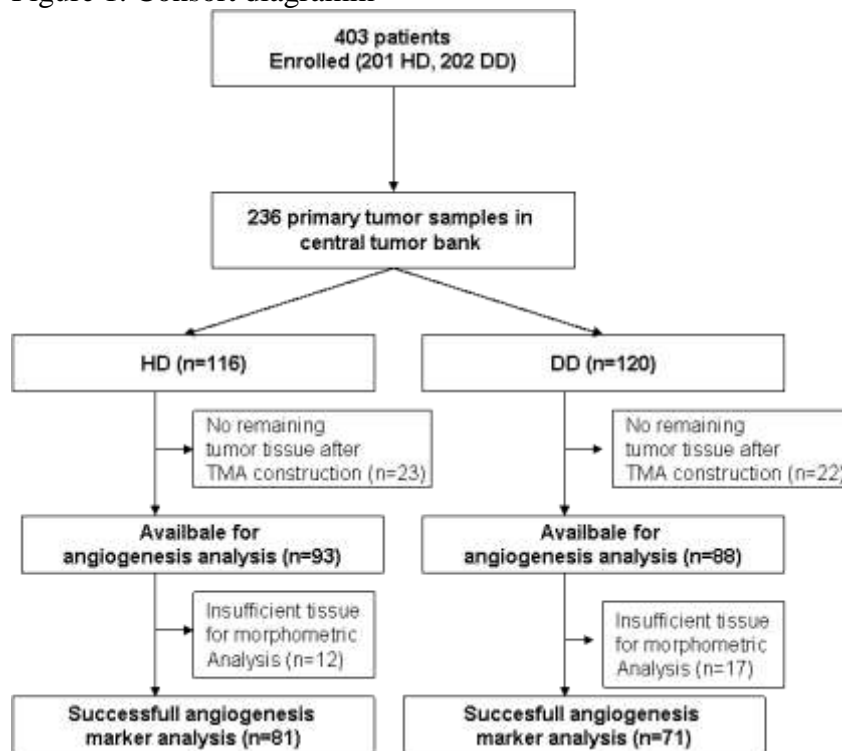 Figure 1: Consort diagramm
403 patients
Enrolled (201 HD, 202 DD)
236 primary tumor samples in
central tumor bank
HD (n=116)
DD (n=120)
No remaining
tumor tissue after
TMA construction (n=23)
No remaining
tumor tissue after
TMA construction (n=22)
Availbale for
angiogenesis analysis (n=93)
Availbale for
angiogenesis analysis (n=88)
Insufficient tissue
for morphometric
Analysis (n=12)
Insufficient tissue
for morphometric
Analysis (n=17)
Successfull angiogenesis
marker analysis (n=81)
Succesfull angiogenesis
marker analysis (n=71)